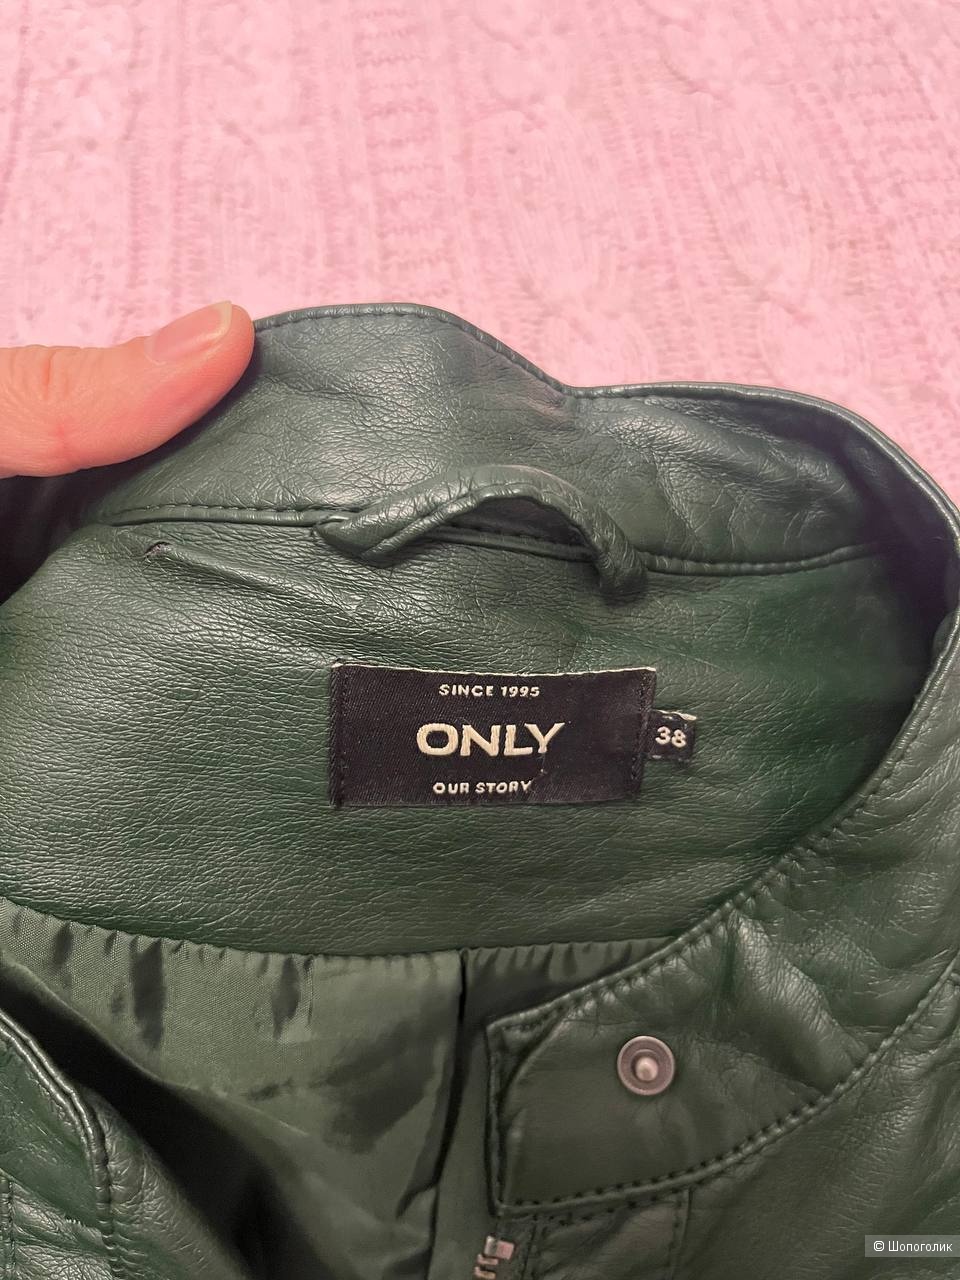 SINCE 1995
ONLY
38
OUR STORY
© Шопоголик